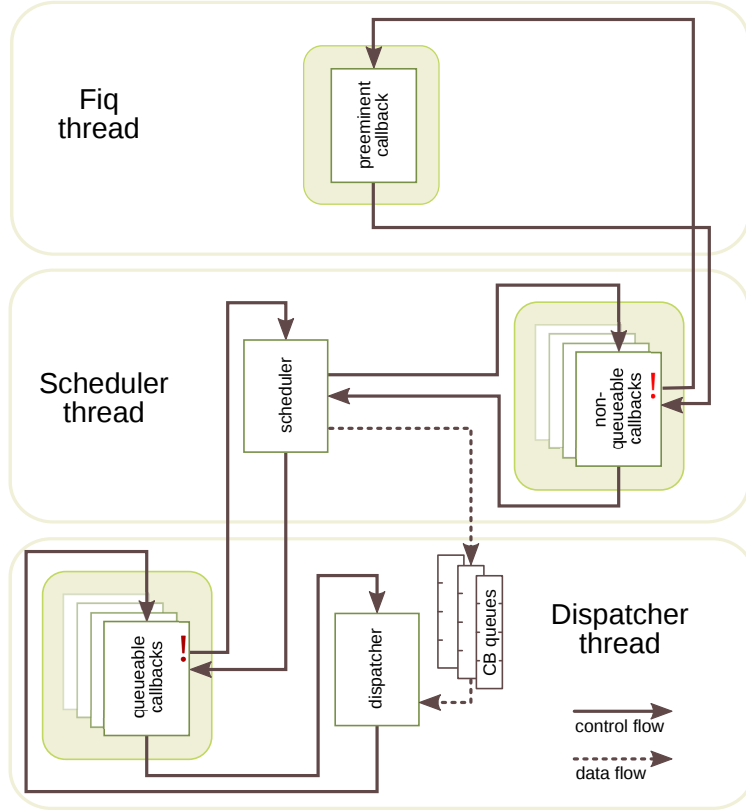 Fiq
thread
preeminent
callback
Scheduler
thread
scheduler
non-
queueable
callbacks
!
Dispatcher
thread
queueable
callbacks
!
dispatcher
CB queues
control flow
data flow